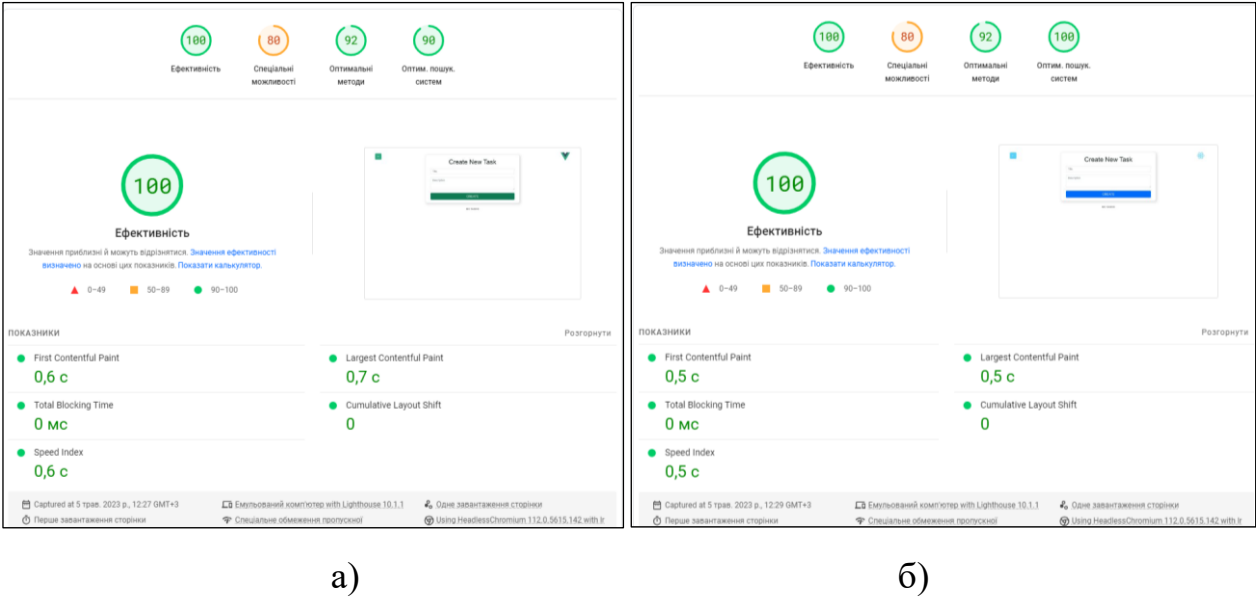 100
80
92
90
Ефективність
Спеціальні
можливості
Оптимальні
методи
Оптим. пошук.
систем
100
Create New Task
Ефективність
Значення приблизні й можуть відрізнятися. Значення ефективності
визначено на основі цих показників. Показати калькулятор.
0–49
50–89
90–100
ПОКАЗНИКИ
Розгорнути
First Contentful Paint
0,6 с
Largest Contentful Paint
0,7 с
Total Blocking Time
0 мс
Cumulative Layout Shift
0
Speed Index
0,6 с
Captured at 5 трав. 2023 р., 12:27 GMT+3
Емульований комп'ютер with Lighthouse 10.1.1
Одне завантаження сторінки
Перше завантаження сторінки
Спеціальне обмеження пропускної
Using HeadlessChromium 112.0.5615.142 with lr
а)
100
80
92
100
Ефективність
Спеціальні
можливості
Оптимальні
методи
Оптим. пошук.
систем
100
Create New Task
Ефективність
Значення приблизні й можуть відрізнятися. Значення ефективності
визначено на основі цих показників. Показати калькулятор.
0–49
50–89
90–100
ПОКАЗНИКИ
Розгорнути
First Contentful Paint
0,5 с
Largest Contentful Paint
0,5 с
Total Blocking Time
0 мс
Cumulative Layout Shift
0
Speed Index
0,5 с
Captured at 5 трав. 2023 р., 12:29 GMT+3
Емульований комп'ютер with Lighthouse 10.1.1
Одне завантаження сторінки
Перше завантаження сторінки
Спеціальне обмеження пропускної
Using HeadlessChromium 112.0.5615.142 with lr
б)